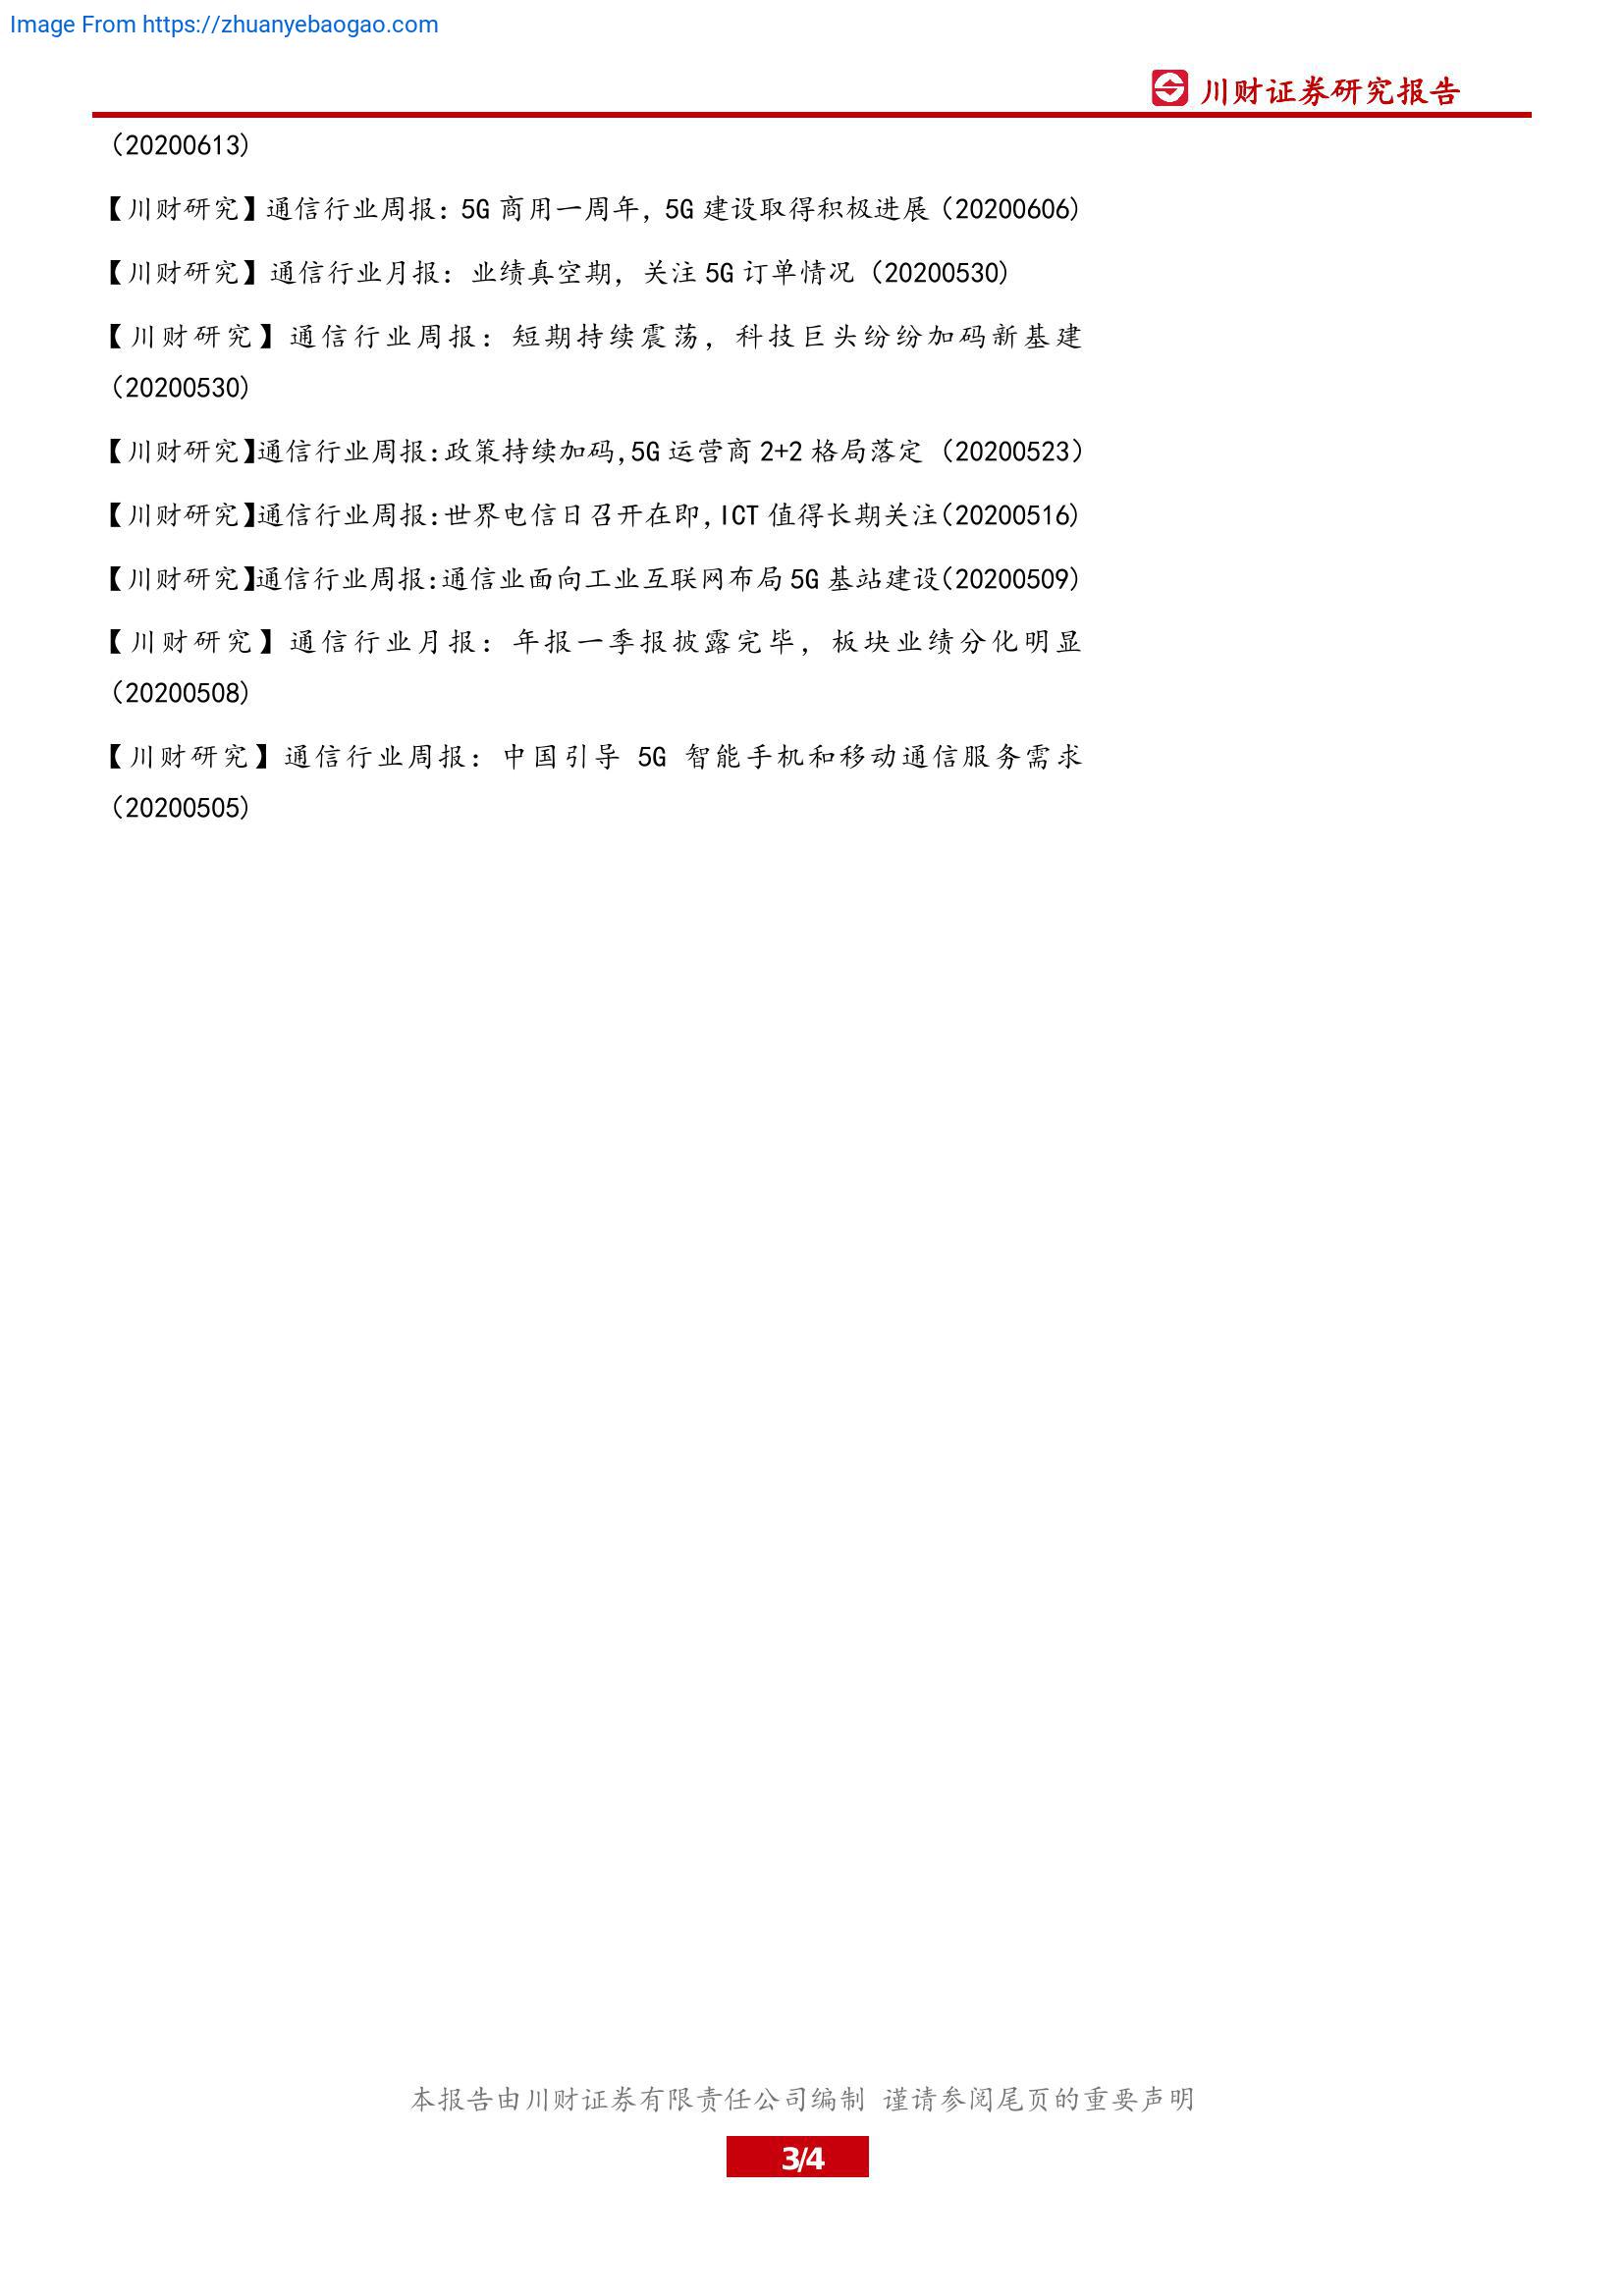 Image From https://zhuanyebaogao.com
川财证券研究报告
（20200613）
【川财研究】通信行业周报：5G 商用一周年，5G 建设取得积极进展（20200606）
【川财研究】通信行业月报：业绩真空期，关注 5G 订单情况（20200530）
【川财研究】通信行业周报：短期持续震荡，科技巨头纷纷加码新基建
（20200530）
【川财研究】通信行业周报：政策持续加码，5G 运营商 2+2 格局落定（20200523）
【川财研究】通信行业周报：世界电信日召开在即，ICT 值得长期关注（20200516）
【川财研究】通信行业周报：通信业面向工业互联网布局 5G 基站建设（20200509）
【川财研究】通信行业月报：年报一季报披露完毕，板块业绩分化明显
（20200508）
【川财研究】通信行业周报：中国引导 5G 智能手机和移动通信服务需求
（20200505）
本报告由川财证券有限责任公司编制 谨请参阅尾页的重要声明
3/4